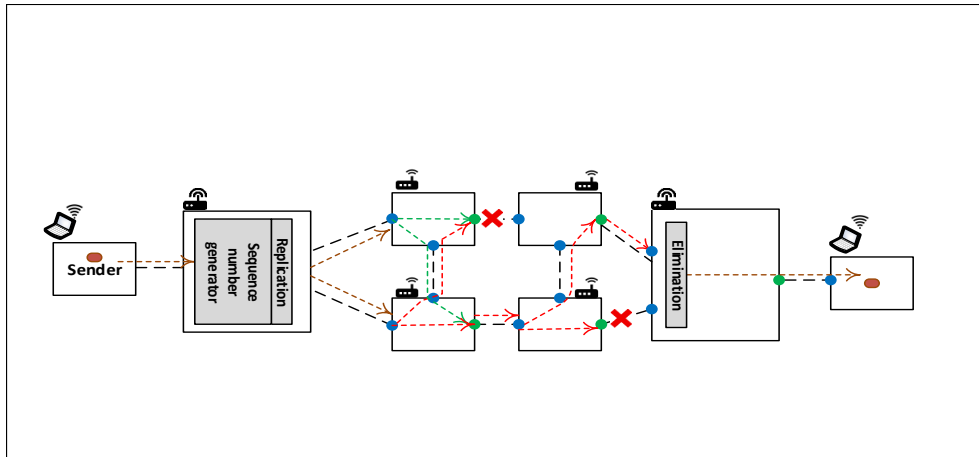 Sender
Sequence
number
generator
Replication
Elimination